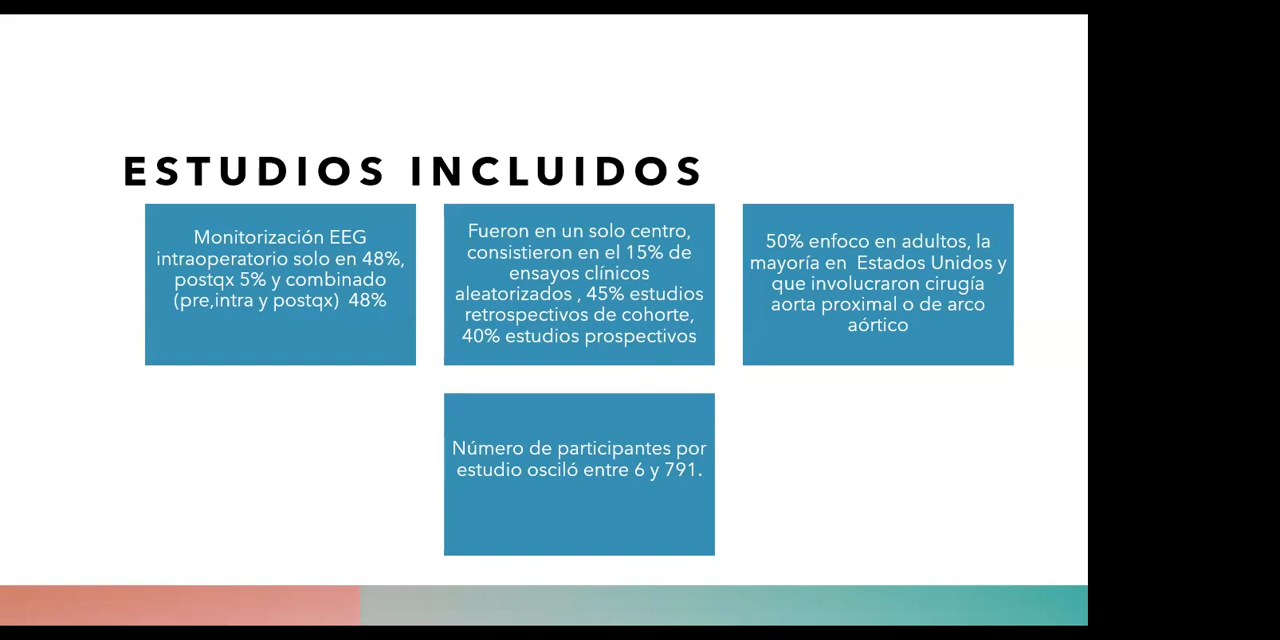 ESTUDIOS INCLUIDOS
Monitorización EEG
intraoperatorio solo en 48%,
postqx 5% y combinado
(pre,intra y postqx) 48%
Fueron en un solo centro,
consistieron en el 15% de
ensayos clínicos
aleatorizados , 45% estudios
retrospectivos de cohorte,
40% estudios prospectivos
50% enfoco en adultos, la
mayoría en Estados Unidos y
que involucraron cirugía
aorta proximal o de arco
aórtico
Número de participantes por
estudio osciló entre 6 y 791.